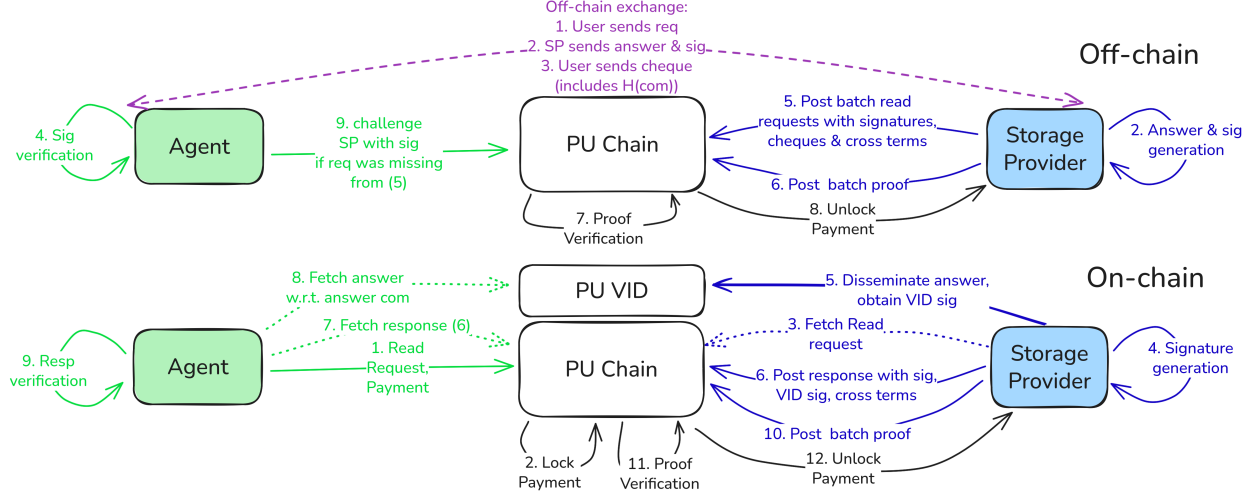 Off-chain exchange:
1. User sends req
2. SP sends answer & sig
3. User sends cheque
(includes H(com))
Off-chain
4. Sig
verification
Agent
9. challenge
SP with sig
if req was missing
from (5)
PU Chain
5. Post batch read
requests with signatures,
cheques & cross terms
6. Post batch proof
Storage
Provider
2. Answer & sig
generation
7. Proof
Verification
8. Unlock
Payment
On-chain
8. Fetch answer
w.r.t. answer com
PU VID
5. Disseminate answer,
obtain VID sig
7. Fetch response (6)
1. Read
Request,
Payment
9. Resp
verification
Agent
PU Chain
3. Fetch Read
request
6. Post response with sig,
VID sig, cross terms
10. Post batch proof
Storage
Provider
4. Signature
generation
2. Lock
Payment
11. Proof
Verification
12. Unlock
Payment